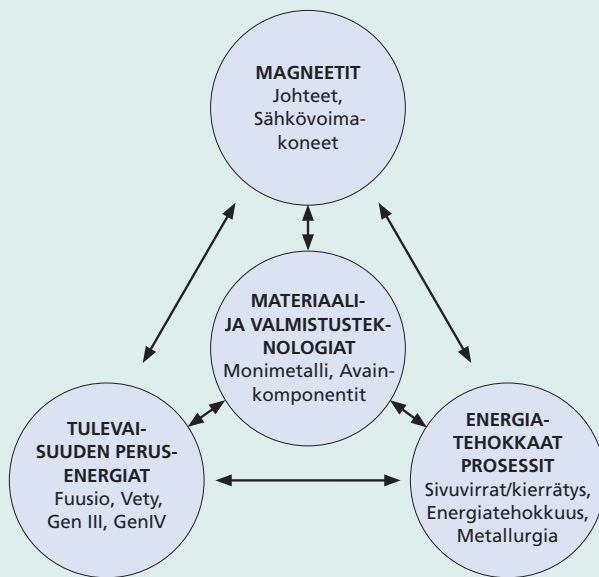 MAGNEETIT
Johteet,
Sähkövoima-
koneet
MATERIAALI-
JA VALMISTUSTEK-
NOLOGIAT
Monimetalli, Avain-
komponentit
TULEVAI-
SUUDEN PERUS-
ENERGIAT
Fuusio, Vety,
Gen III, GenIV
ENERGIA-
TEHOKKAAT
PROSESSIT
Sivuvirrat/kierrätys,
Energiatehokkuus,
Metallurgia